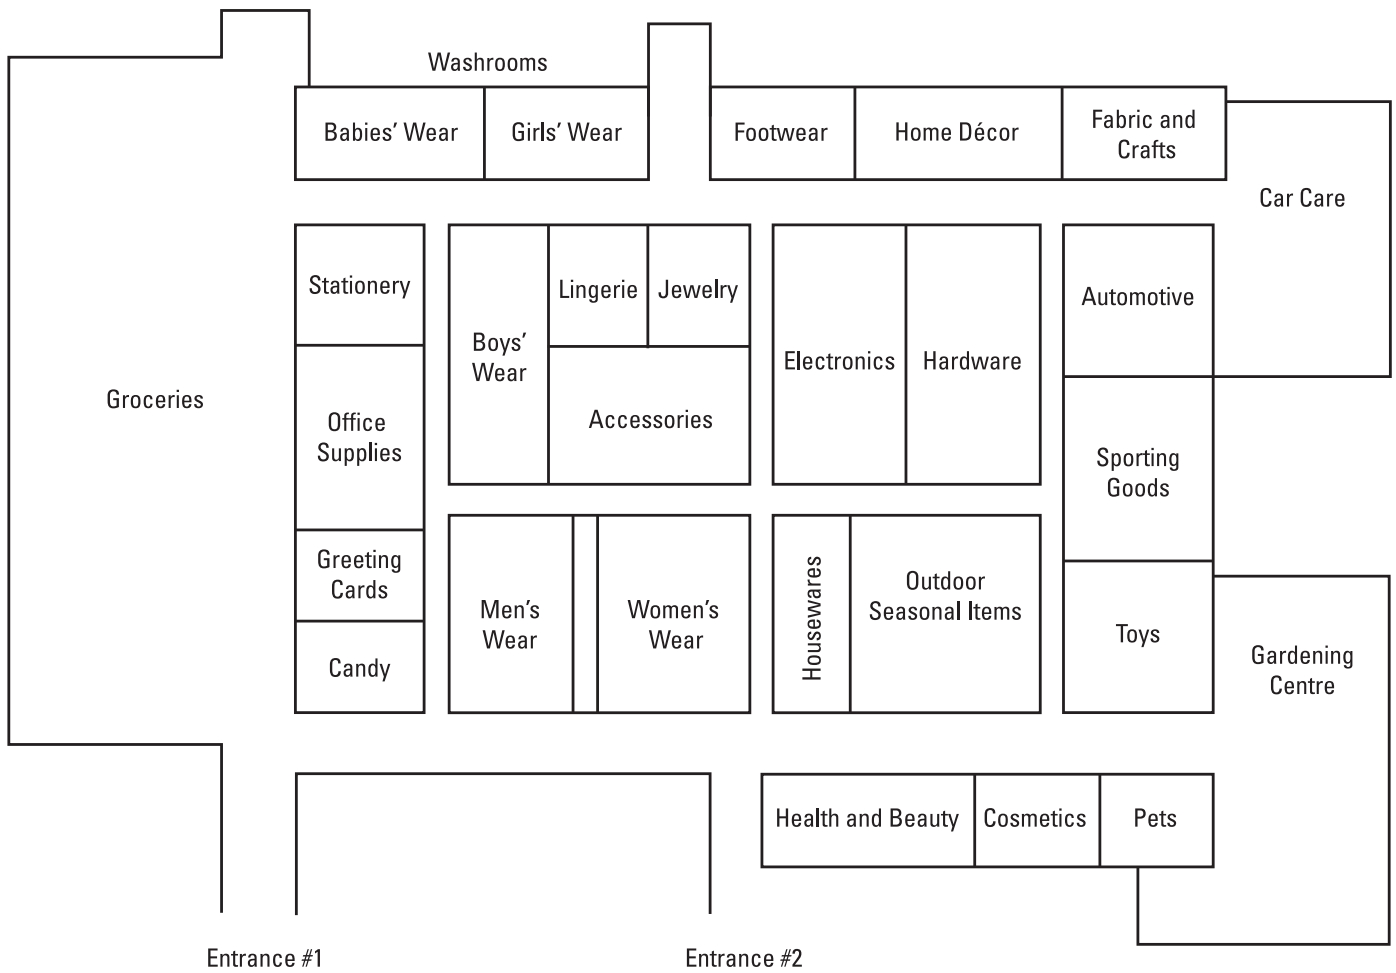 Washrooms
Babies’ Wear
Girls’ Wear
Footwear
Home Décor
Fabric and
Crafts
Car Care
Stationery
Boys’
Wear
Lingerie
Jewelry
Electronics
Hardware
Automotive
Groceries
Office
Supplies
Accessories
Sporting
Goods
Greeting
Cards
Men’s
Wear
Women’s
Wear
Housewares
Outdoor
Seasonal Items
Toys
Gardening
Centre
Candy
Health and Beauty
Cosmetics
Pets
Entrance #1
Entrance #2